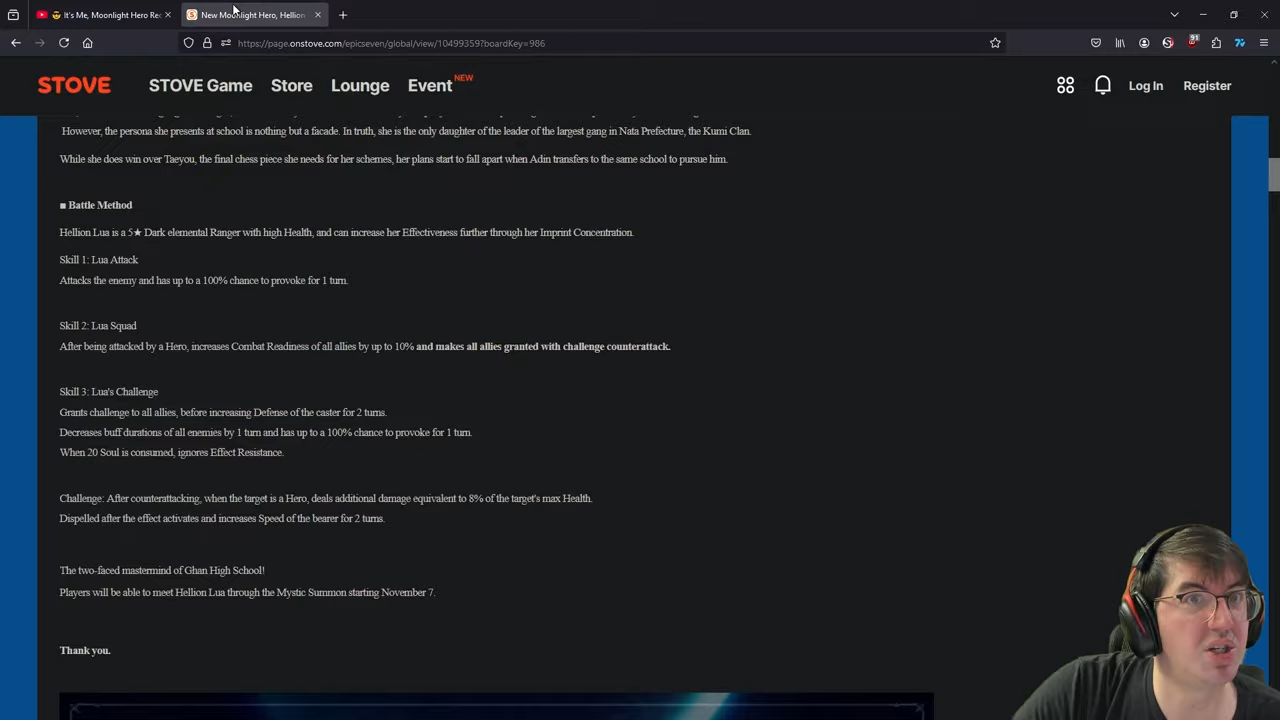 😎 It's Me, Moonlight Hero Rec
New Moonlight Hero, Hellion
https://page.onstove.com/epicseven/global/view/10499359?boardKey=986
91
STOVE
STOVE Game
Store
Lounge
Event NEW
Log In
Register
However, the persona she presents at school is nothing but a facade. In truth, she is the only daughter of the leader of the largest gang in Nata Prefecture, the Kumi Clan.
While she does win over Taeyou, the final chess piece she needs for her schemes, her plans start to fall apart when Adin transfers to the same school to pursue him.
■ Battle Method
Hellion Lua is a 5★ Dark elemental Ranger with high Health, and can increase her Effectiveness further through her Imprint Concentration.
Skill 1: Lua Attack
Attacks the enemy and has up to a 100% chance to provoke for 1 turn.
Skill 2: Lua Squad
After being attacked by a Hero, increases Combat Readiness of all allies by up to 10% and makes all allies granted with challenge counterattack.
Skill 3: Lua's Challenge
Grants challenge to all allies, before increasing Defense of the caster for 2 turns.
Decreases buff durations of all enemies by 1 turn and has up to a 100% chance to provoke for 1 turn.
When 20 Soul is consumed, ignores Effect Resistance.
Challenge: After counterattacking, when the target is a Hero, deals additional damage equivalent to 8% of the target's max Health.
Dispelled after the effect activates and increases Speed of the bearer for 2 turns.
The two-faced mastermind of Ghan High School!
Players will be able to meet Hellion Lua through the Mystic Summon starting November 7.
Thank you.